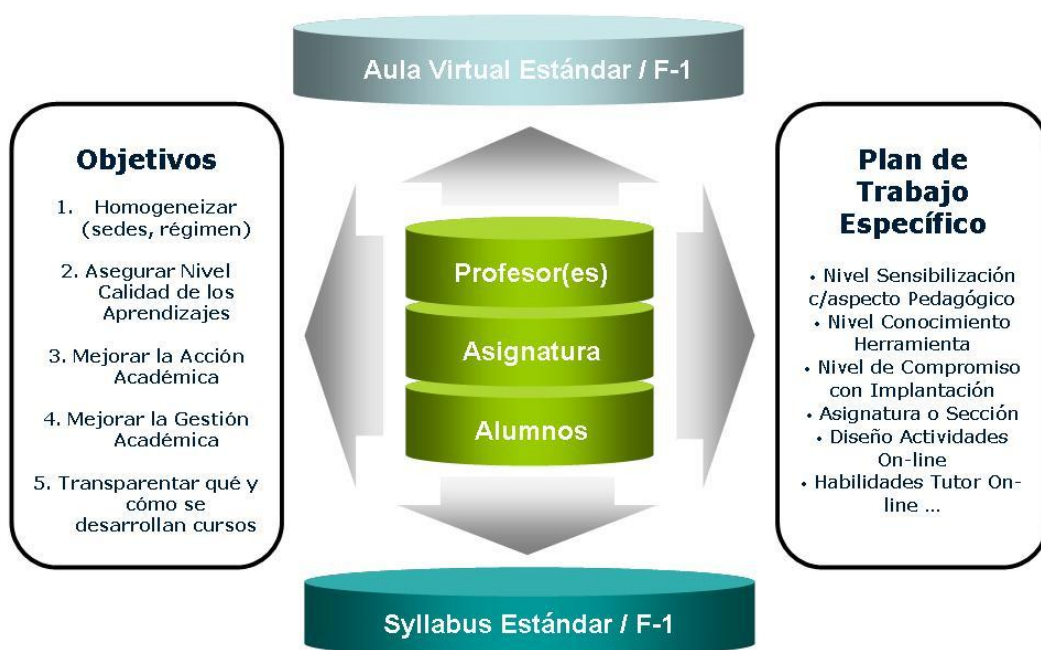 Aula Virtual Estándar / F-1
Objetivos
1. Homogeneizar
(sedes, régimen)
2. Asegurar Nivel
Calidad de los
Aprendizajes
3. Mejorar la Acción
Académica
4. Mejorar la Gestión
Académica
5. Transparentar qué y
cómo se
desarrollan cursos
Profesor(es)
Asignatura
Alumnos
Plan de
Trabajo
Específico
• Nivel Sensibilización
c/aspecto Pedagógico
• Nivel Conocimiento
Herramienta
• Nivel de Compromiso
con Implantación
• Asignatura o Sección
• Diseño Actividades
On-line
• Habilidades Tutor On-
line ...
Syllabus Estándar / F-1